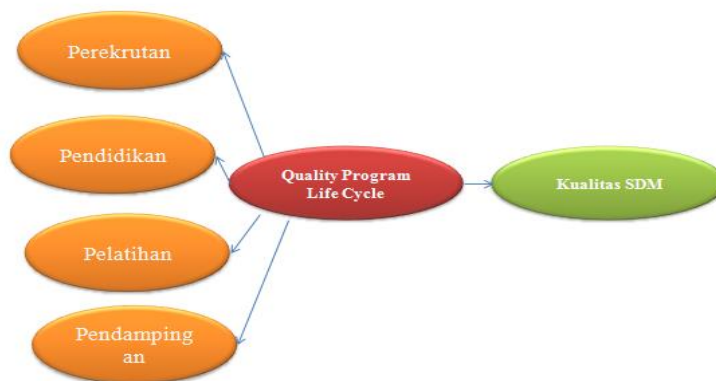 Perekrutan
Pendidikan
Quality Program
Life Cycle
Kualitas SDM
Pelatihan
Pendamping
an